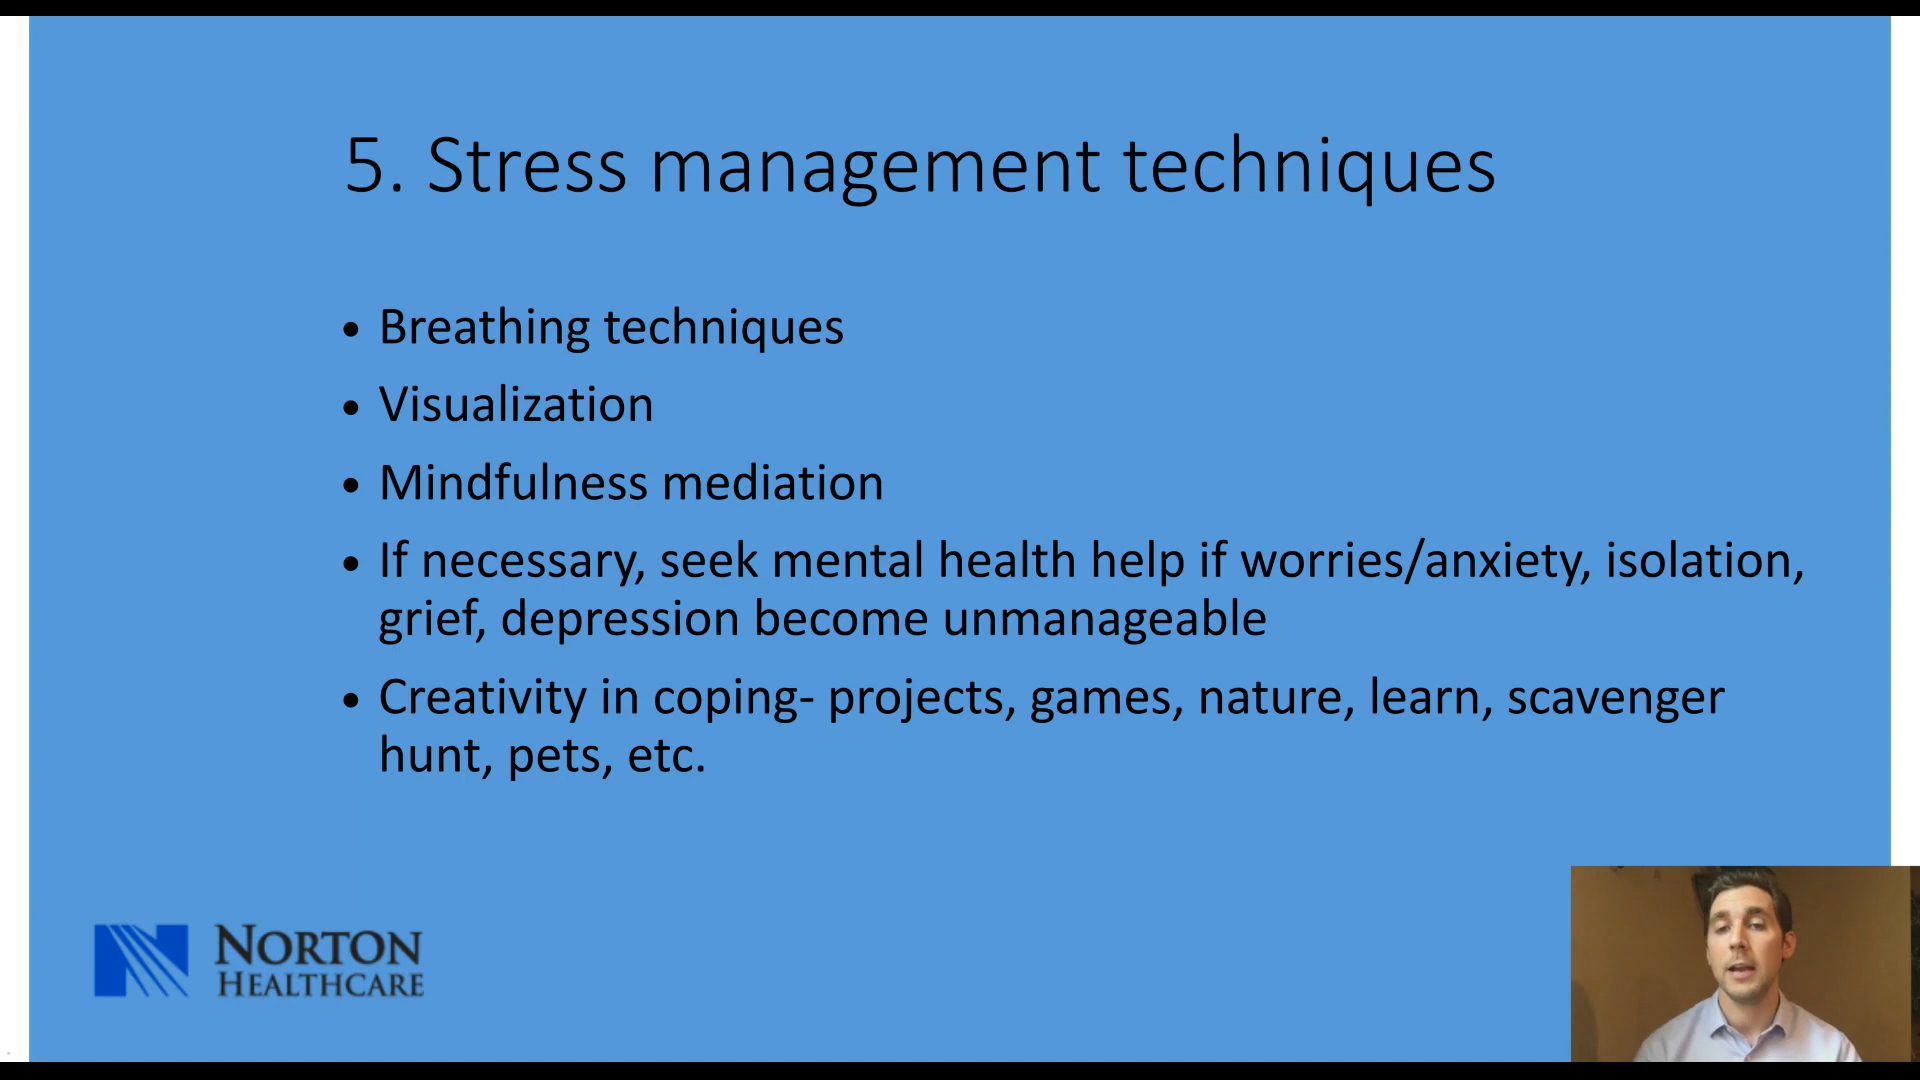 5. Stress management techniques
• Breathing techniques
• Visualization
• Mindfulness mediation
• If necessary, seek mental health help if worries/anxiety, isolation,
grief, depression become unmanageable
• Creativity in coping- projects, games, nature, learn, scavenger
hunt, pets, etc.
NORTON
HEALTHCARE